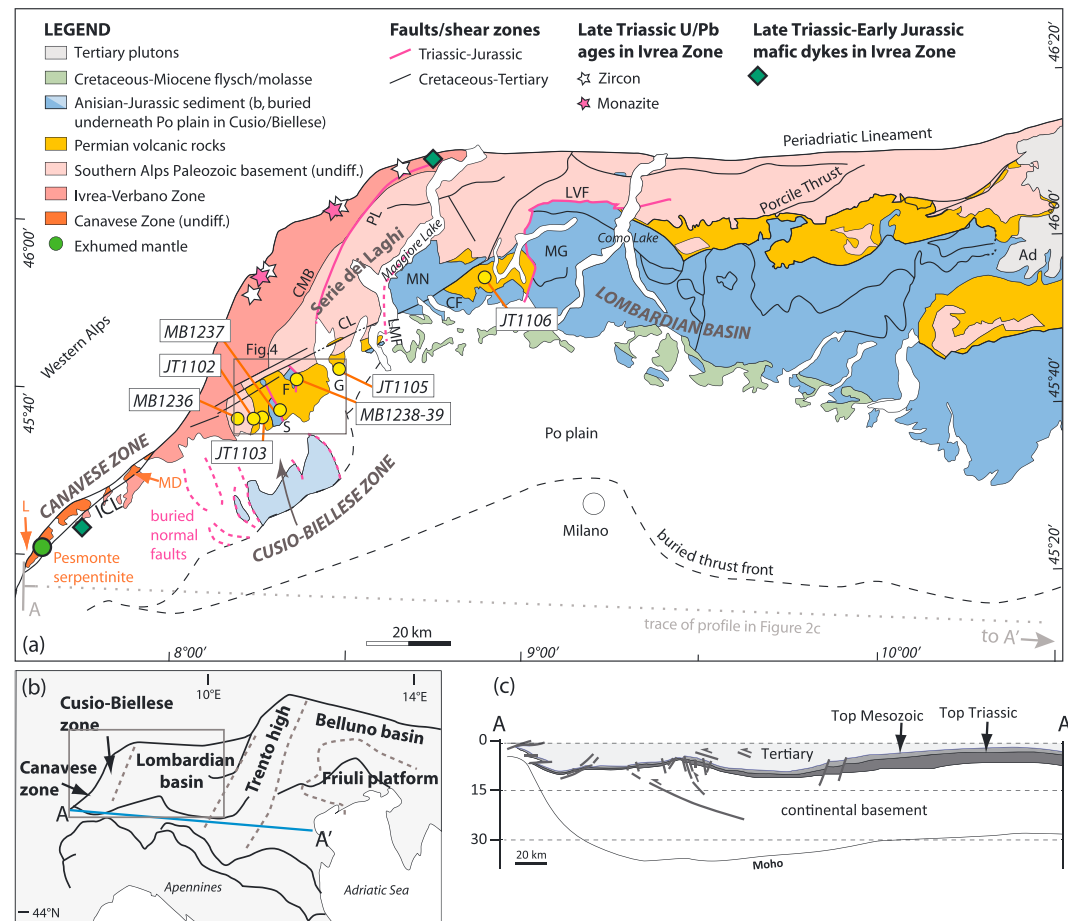 LEGEND
Tertiary plutons
Cretaceous-Miocene flysch/molasse
Anisian-Jurassic sediment (b, buried
underneath Po plain in Cusio/Biellese)
Permian volcanic rocks
Southern Alps Paleozoic basement (undiff.)
Ivrea-Verbano Zone
Canavese Zone (undiff.)
Exhumed mantle
Faults/shear zones
Triassic-Jurassic
Cretaceous-Tertiary
Late Triassic U/Pb
ages in Ivrea Zone
Zircon
Monazite
Late Triassic-Early Jurassic
mafic dykes in Ivrea Zone
46°20'
46°00'
45°40'
45°20'
46°00'
45°40'
Periadriatic Lineament
Porcile Thrust
LVF
PL
Maggiore Lake
Como Lake
CMB
Serie dei Laghi
MN
MG
CF
Ad
LOMBARDIAN BASIN
JT1106
CL
LMF
Western Alps
MB1237
Fig.4
JT1102
MB1236
F
G
S
JT1105
MB1238-39
JT1103
CANAVESE ZONE
MD
ICL
L
buried
normal
faults
CUSIO-BIELLESE ZONE
Po plain
Milano
buried thrust front
Pesmonte
serpentinite
A
trace of profile in Figure 2c
to A'
(a)
20 km
8°00'
9°00'
10°00'
(b)
10°E
14°E
Cusio-Biellese
zone
Canavese
zone
Lombardian
basin
Trento high
Belluno basin
Friuli platform
A
A'
Apennines
Adriatic Sea
44°N
(c)
A
A
Top Mesozoic
Top Triassic
0
Tertiary
15
continental basement
30
20 km
Moho